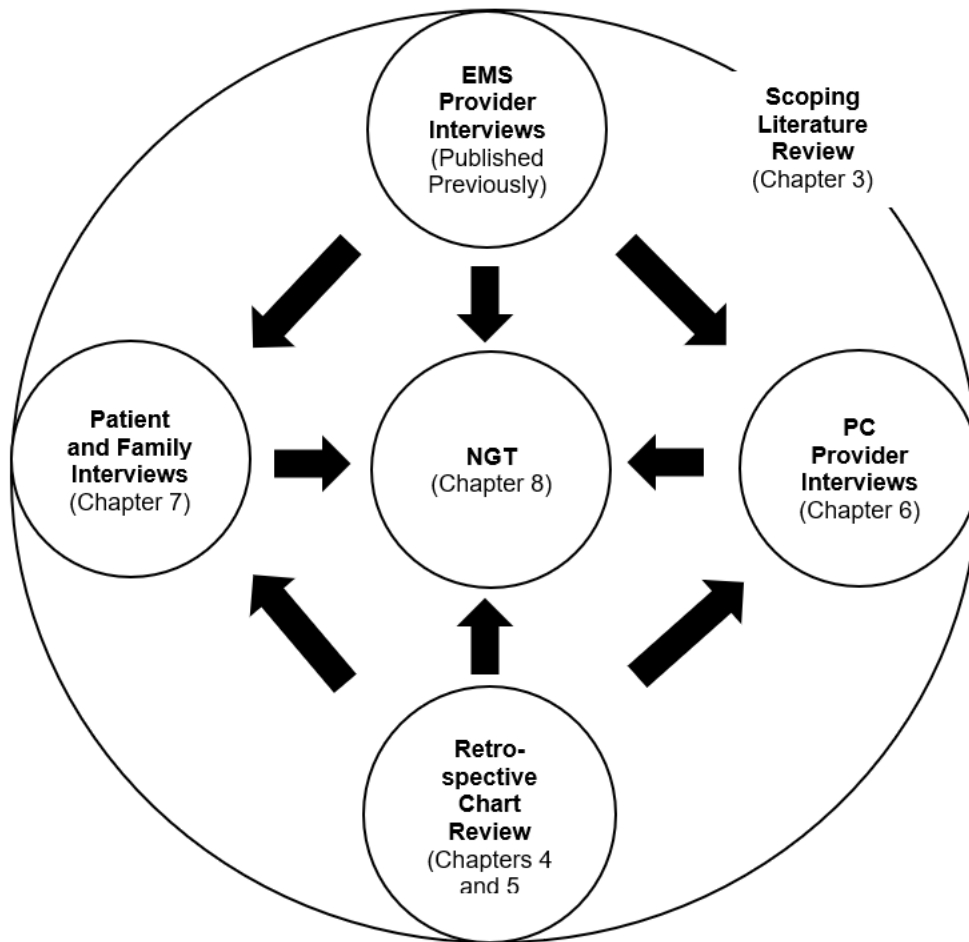 EMS
Provider
Interviews
(Published
Previously)
Scoping
Literature
Review
(Chapter 3)
Patient
and Family
Interviews
(Chapter 7)
NGT
(Chapter 8)
PC
Provider
Interviews
(Chapter 6)
Retro-
spective
Chart
Review
(Chapters 4
and 5